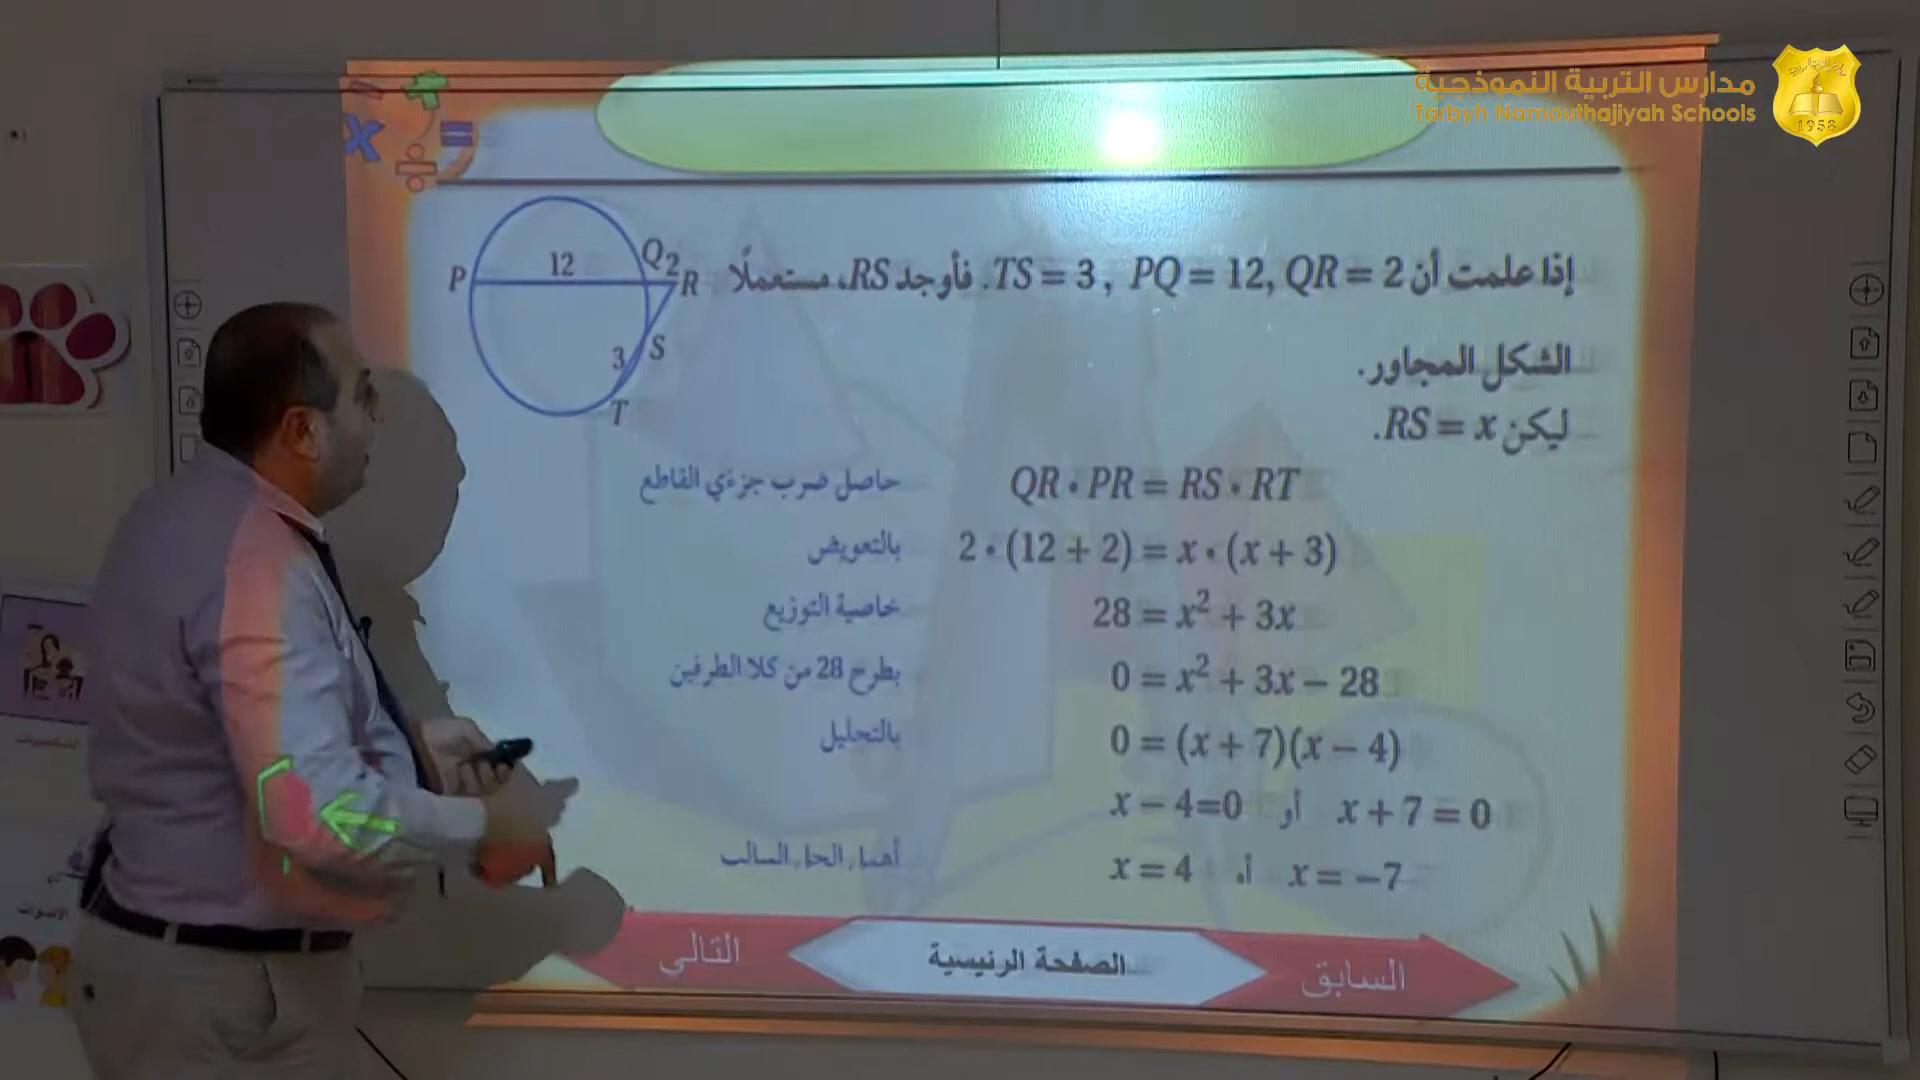 مدارس التربية النموذجية
Tarbyh Namouthajiyah Schools
1958
إذا علمت أن PQ = 12, QR = 2 , TS = 3. فأوجد RS، مستعملًا
الشكل المجاور.
P 12 Q 2 R
3 S
T
ليكن RS = x.
QR • PR = RS • RT حاصل ضرب جزءي القاطع
2 • (12 + 2) = x • (x + 3) بالتعويض
28 = x² + 3x خاصية التوزيع
0 = x² + 3x − 28 بطرح 28 من كلا الطرفين
0 = (x + 7)(x − 4) بالتحليل
x − 4=0 أو x + 7 = 0
x = 4 أو x = −7 أهمل الحل السالب
السابق
الصفحة الرئيسية
التالي
الأصوات